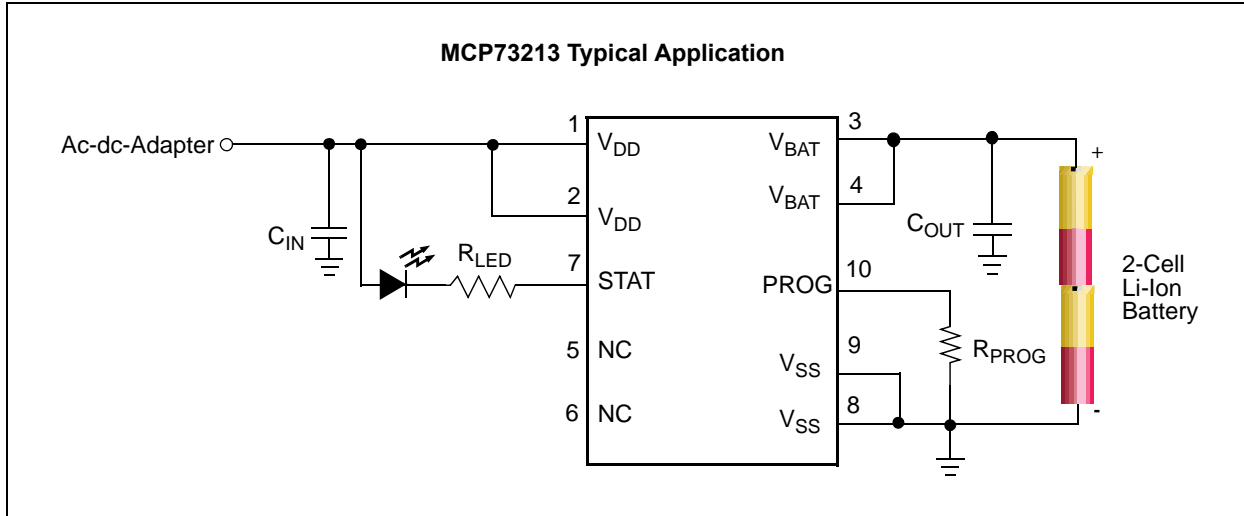 MCP73213 Typical Application
Ac-dc-Adapter
CIN
RLED
1
VDD
2
VDD
7
STAT
5
NC
6
NC
3
VBAT
4
VBAT
10
PROG
9
VSS
8
VSS
COUT
RPROG
+
2-Cell
Li-Ion
Battery
-